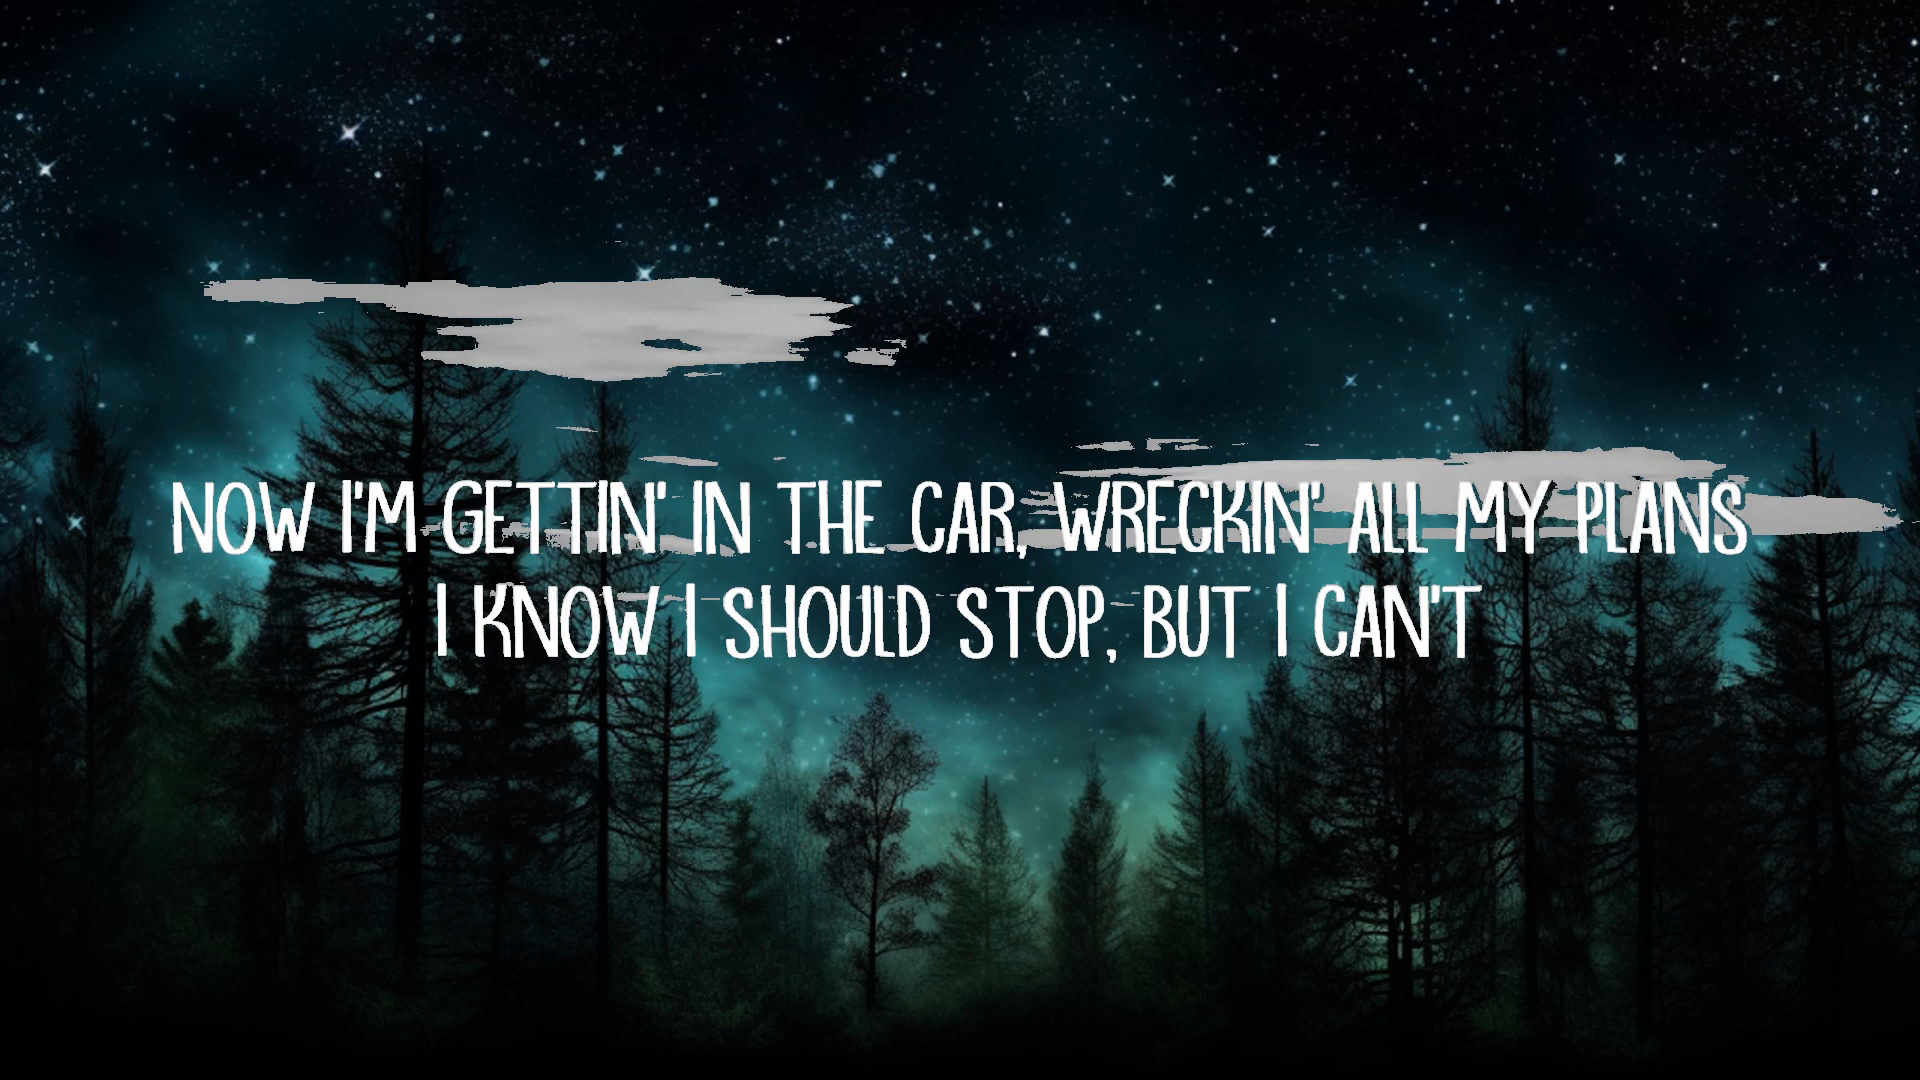 NOW I'M GETTIN' IN THE CAR, WRECKIN' ALL MY PLANS
I KNOW I SHOULD STOP, BUT I CAN'T